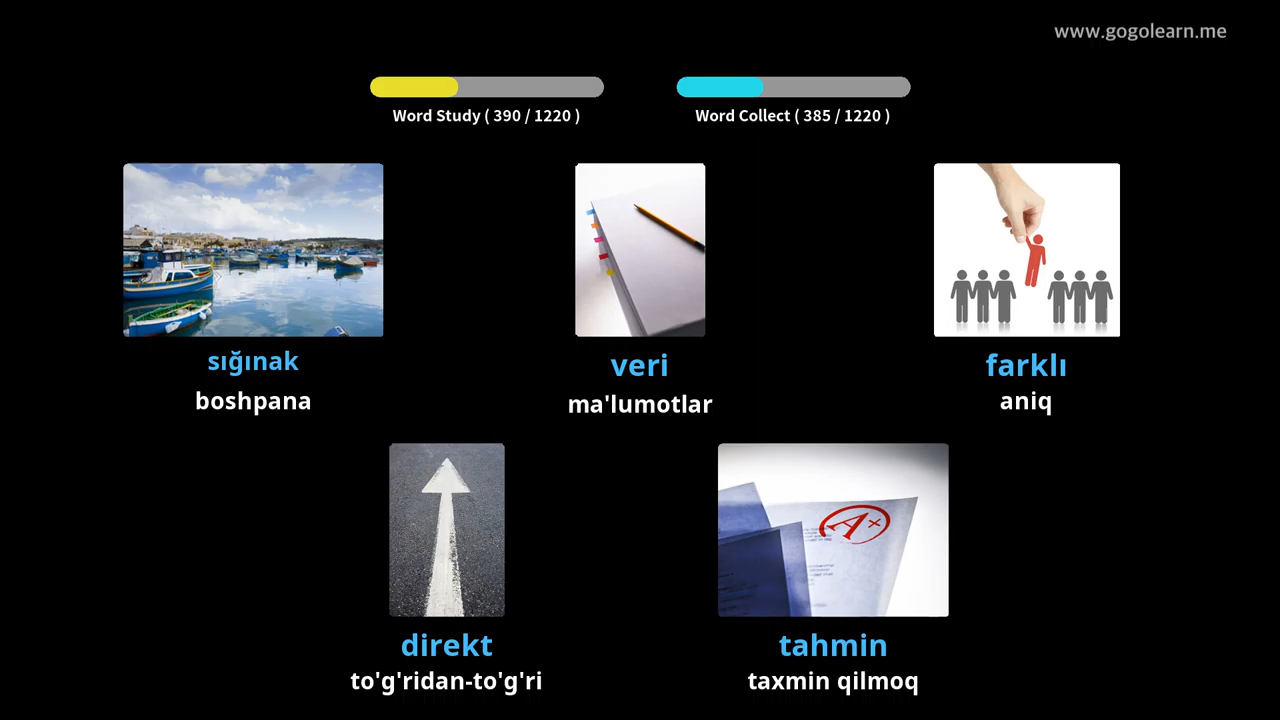 www.gogolearn.me
Word Study ( 390 / 1220 )
Word Collect ( 385 / 1220 )
sığınak
veri
farklı
boshpana
ma'lumotlar
aniq
A+
direkt
tahmin
to'g'ridan-to'g'ri
taxmin qilmoq